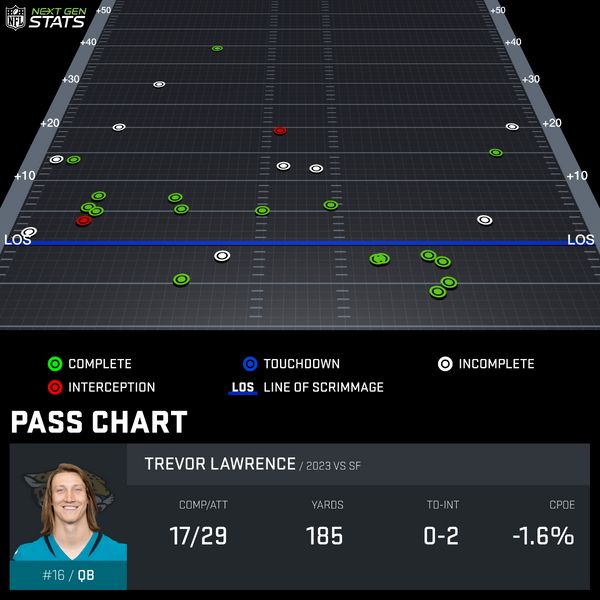 NFL NEXT GEN STATS
+50 +50
+40 +40
+30 +30
+20 +20
+10 +10
LOS LOS
COMPLETE TOUCHDOWN INCOMPLETE
INTERCEPTION LOS LINE OF SCRIMMAGE
PASS CHART
TREVOR LAWRENCE / 2023 VS SF
COMP/ATT YARDS TD-INT CPOE
17/29 185 0-2 -1.6%
#16 / QB